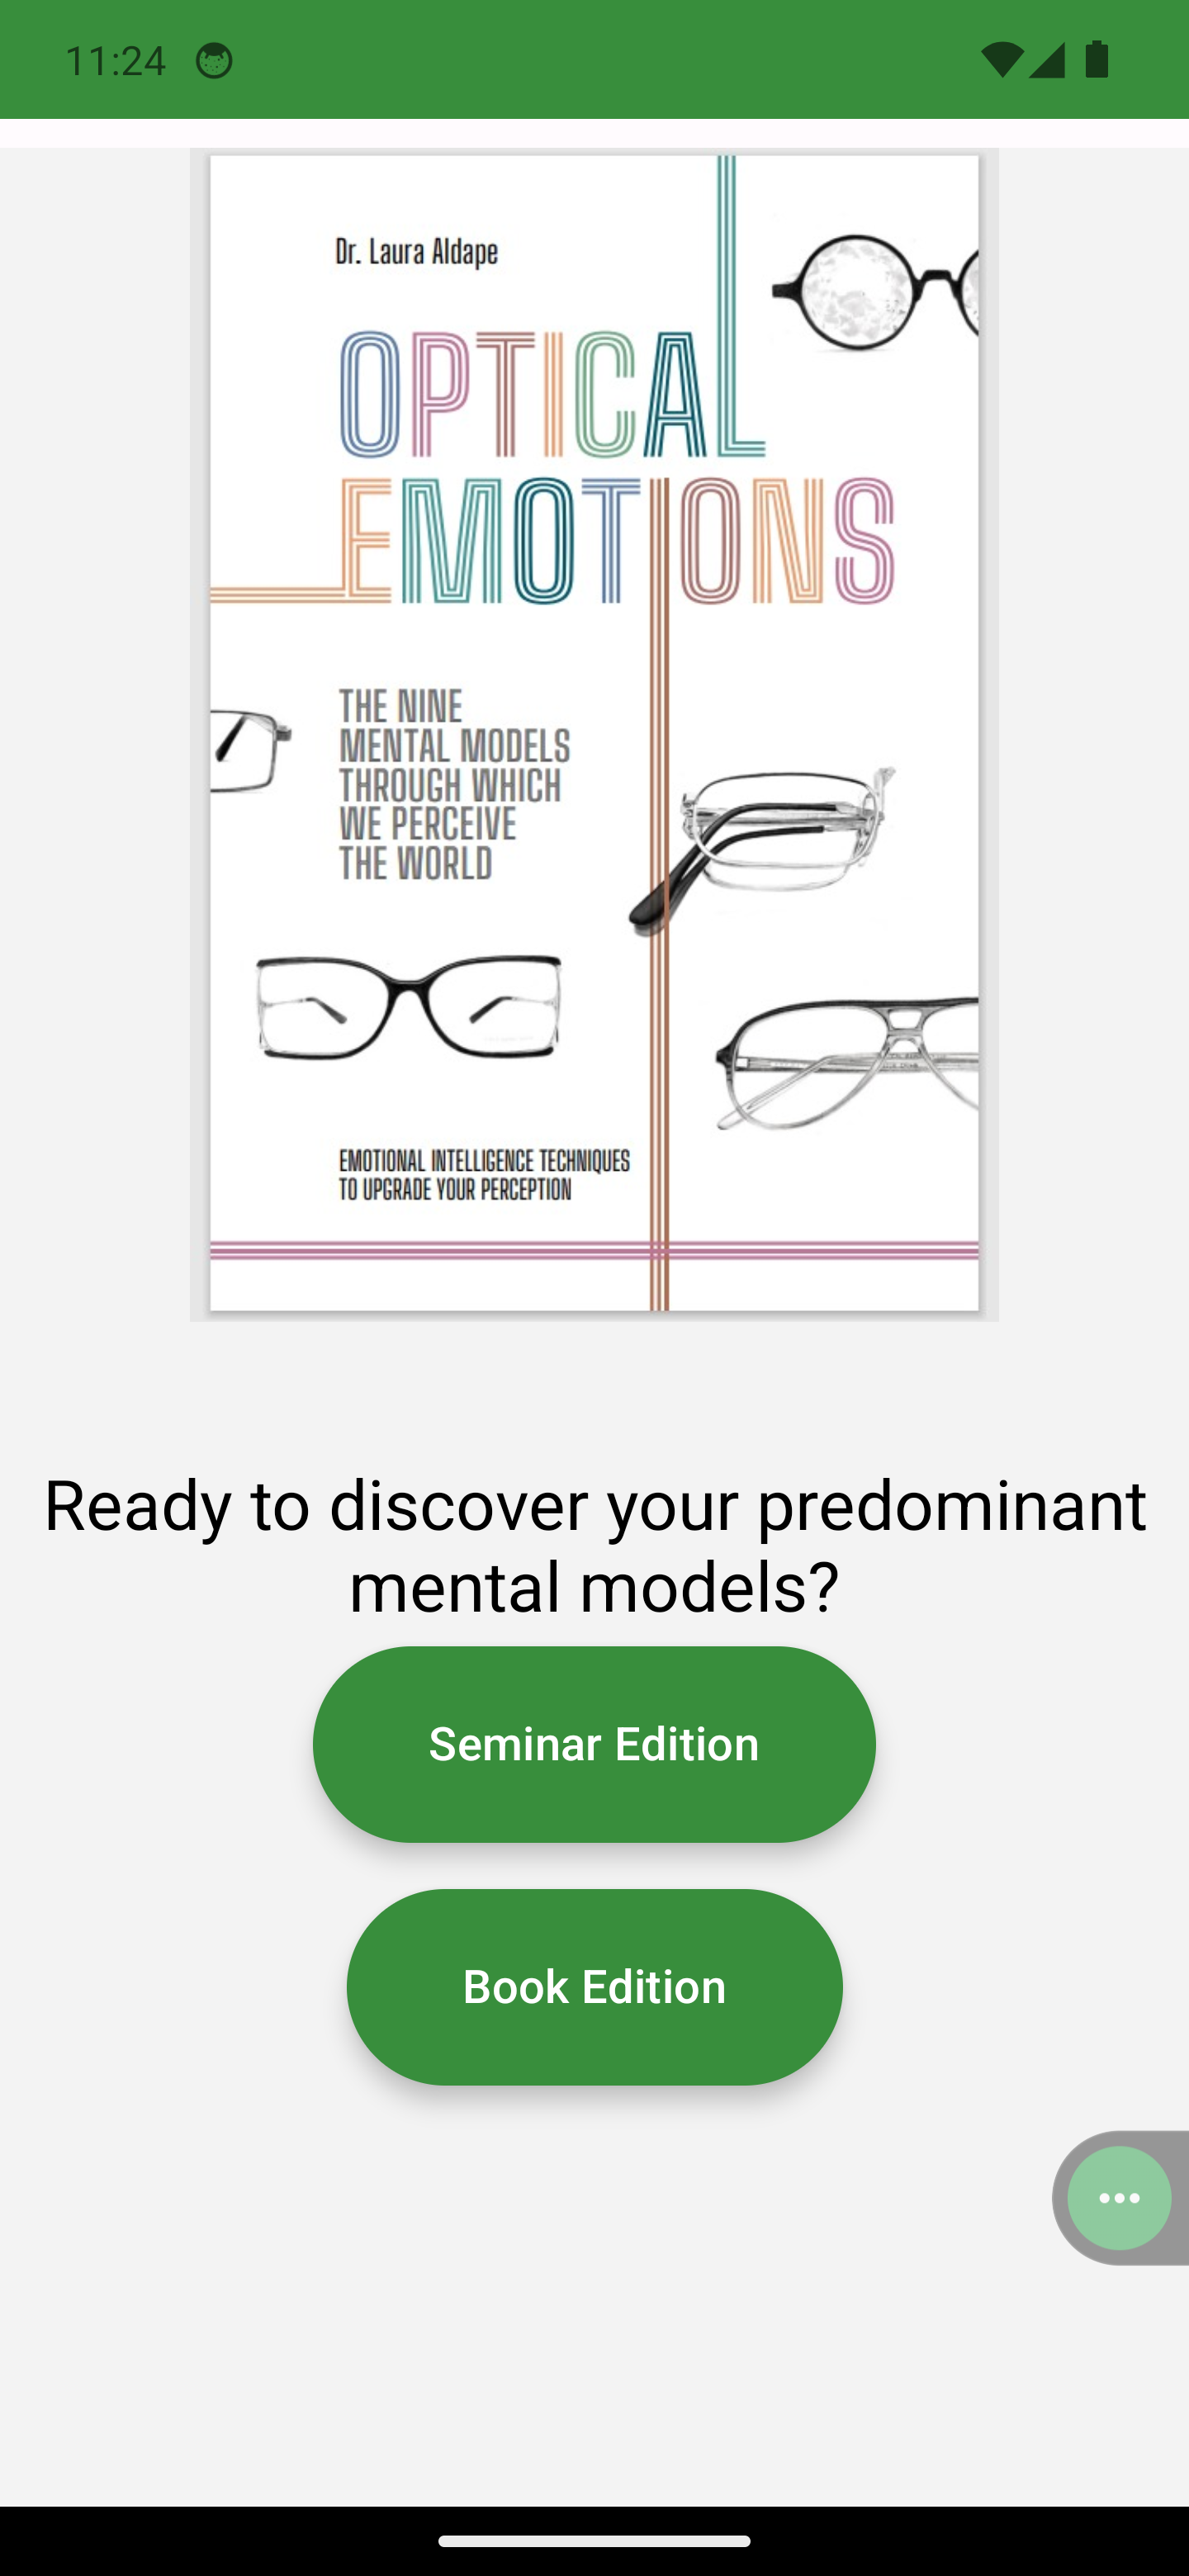 11:24
Dr. Laura Aldape
OPTICAL
EMOTIONS
THE NINE
MENTAL MODELS
THROUGH WHICH
WE PERCEIVE
THE WORLD
EMOTIONAL INTELLIGENCE TECHNIQUES
TO UPGRADE YOUR PERCEPTION
Ready to discover your predominant
mental models?
Seminar Edition
Book Edition